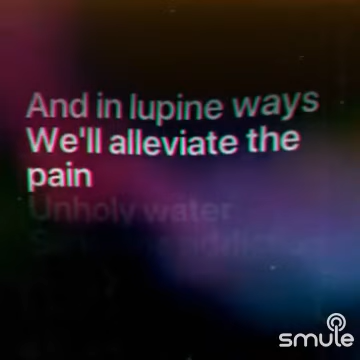 And in lupine ways
We'll alleviate the
pain
Unholy water
smule